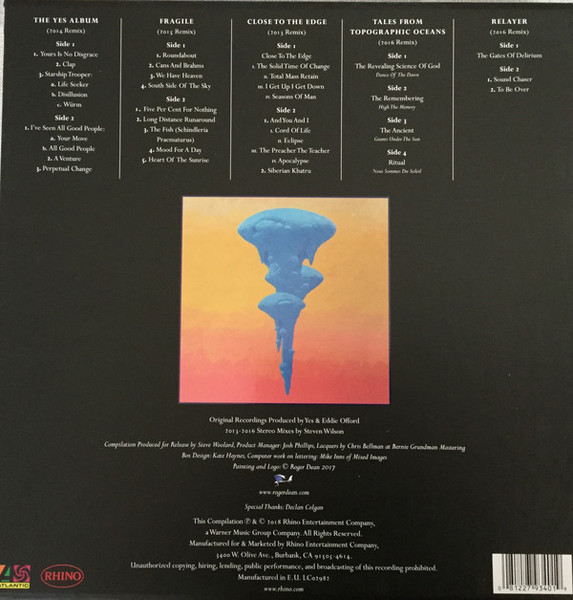 THE YES ALBUM
(2014 Remix)
Side 1
1. Yours Is No Disgrace
2. Clap
3. Starship Trooper:
a. Life Seeker
b. Disillusion
c. Würm
Side 2
1. I've Seen All Good People:
a. Your Move
b. All Good People
2. A Venture
3. Perpetual Change
FRAGILE
(2015 Remix)
Side 1
1. Roundabout
2. Cans And Brahms
3. We Have Heaven
4. South Side Of The Sky
Side 2
1. Five Per Cent For Nothing
2. Long Distance Runaround
3. The Fish (Schindleria
Praematurus)
4. Mood For A Day
5. Heart Of The Sunrise
CLOSE TO THE EDGE
(2013 Remix)
Side 1
Close To The Edge
I. The Solid Time Of Change
II. Total Mass Retain
III. I Get Up I Get Down
IV. Seasons Of Man
Side 2
1. And You And I
I. Cord Of Life
II. Eclipse
III. The Preacher The Teacher
IV. Apocalypse
2. Siberian Khatru
TALES FROM
TOPOGRAPHIC OCEANS
(2016 Remix)
Side 1
The Revealing Science Of God
Dance Of The Dawn
Side 2
The Remembering
High The Memory
Side 3
The Ancient
Giants Under The Sun
Side 4
Ritual
Nous Sommes Du Soleil
RELAYER
(2016 Remix)
Side 1
The Gates Of Delirium
Side 2
1. Sound Chaser
2. To Be Over
Original Recordings Produced by Yes & Eddie Offord
2013-2016 Stereo Mixes by Steven Wilson
Compilation Produced for Release by Steve Woolard, Product Manager: Josh Phillips, Lacquers by Chris Bellman at Bernie Grundman Mastering
Box Design: Kate Haynes, Computer work on lettering: Mike Inns of Mixed Images
Painting and Logo: © Roger Dean 2017
www.rogerdean.com
Special Thanks: Declan Colgan
This Compilation ℗ & © 2018 Rhino Entertainment Company,
a Warner Music Group Company. All Rights Reserved.
Manufactured for & Marketed by Rhino Entertainment Company,
3400 W. Olive Ave., Burbank, CA 91505-4614.
Unauthorized copying, hiring, lending, public performance, and broadcasting of this recording prohibited.
Manufactured in E.U. LC02982
www.rhino.com
ATLANTIC
RHINO
8 81227 93401 9